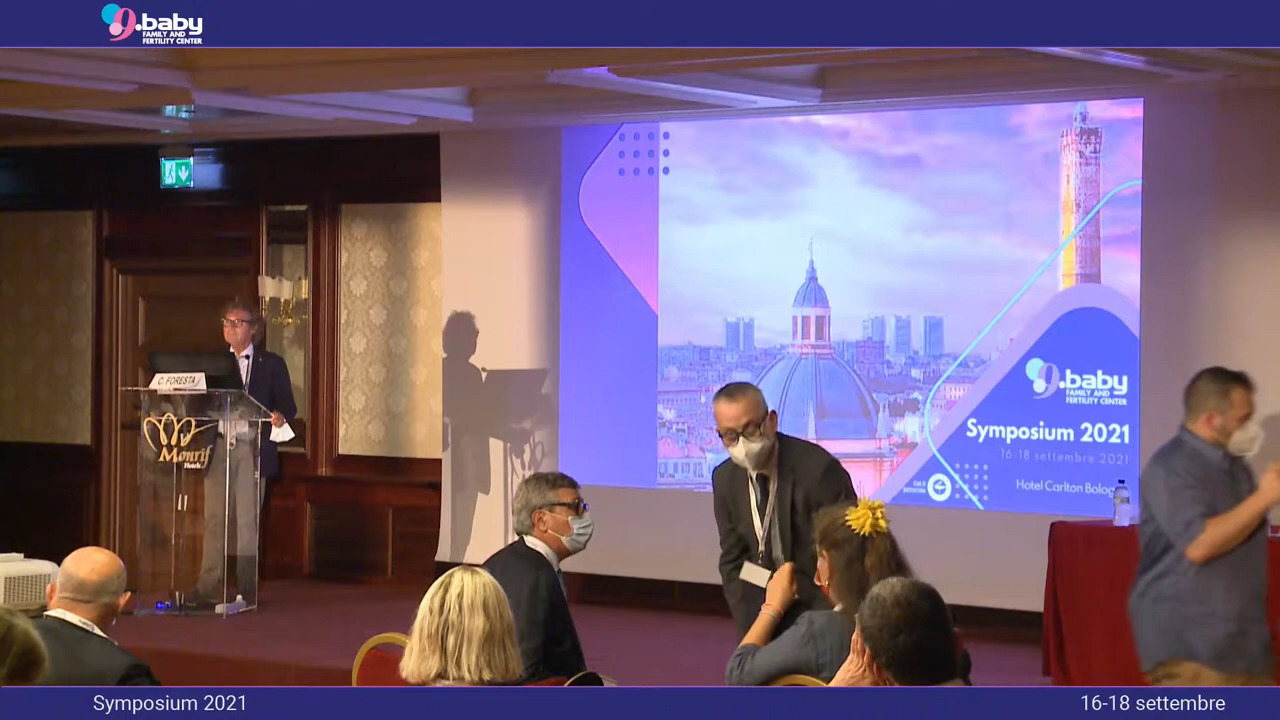 9.baby
FAMILY AND
FERTILITY CENTER
C. FORESTA
Monrif
Hotels
9.baby
FAMILY AND
FERTILITY CENTER
Symposium 2021
16-18 settembre 2021
Hotel Carlton Bolog
Symposium 2021
16-18 settembre